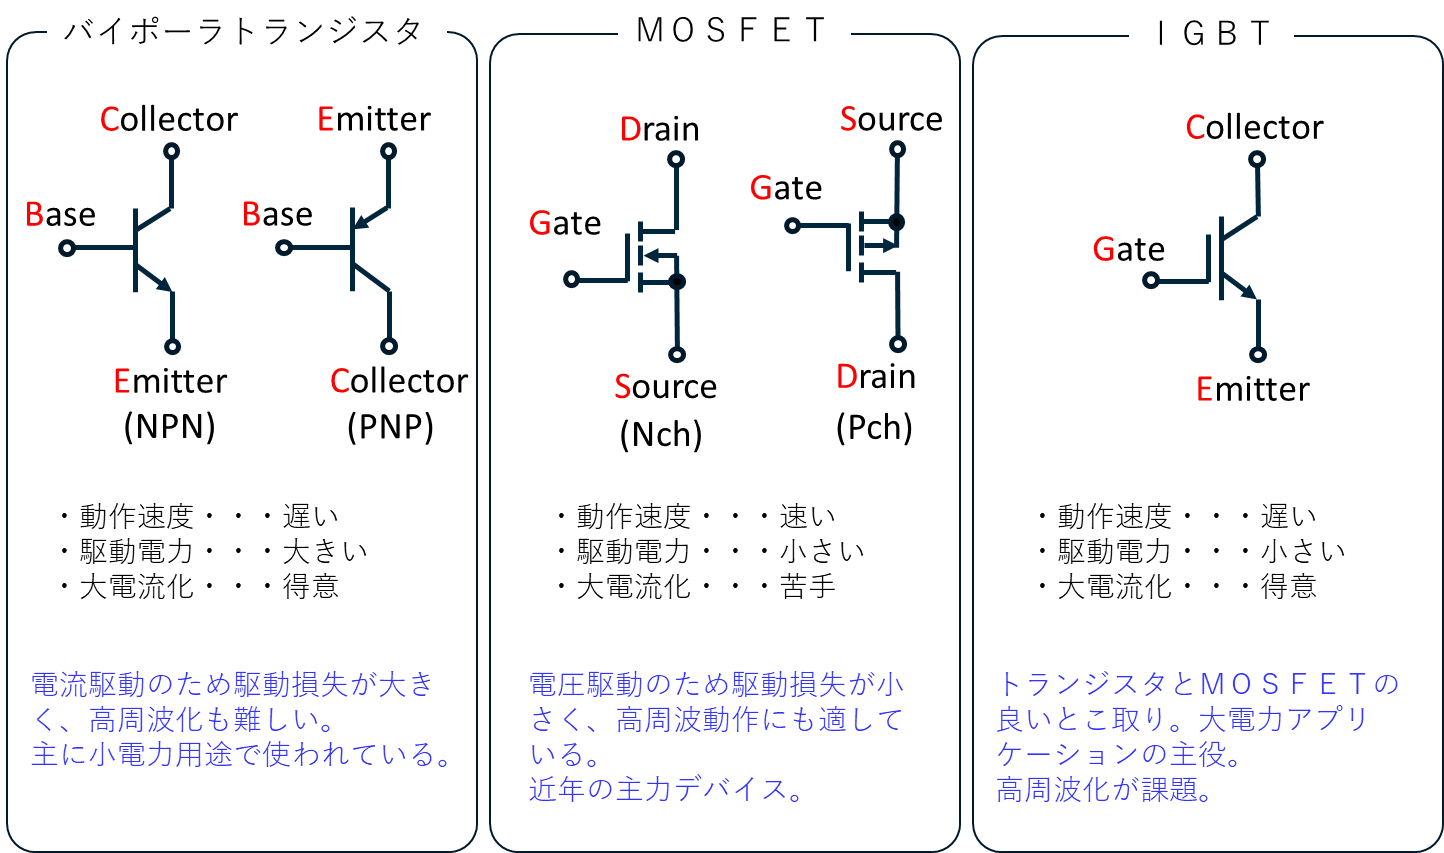 バイポーラトランジスタ
Collector
Emitter
Base
Base
Emitter
Collector
(NPN)
(PNP)
・動作速度・・・遅い
・駆動電力・・・大きい
・大電流化・・・得意
電流駆動のため駆動損失が大き
く、高周波化も難しい。
主に小電力用途で使われている。
ＭＯＳＦＥＴ
Drain
Source
Gate
Gate
Source
Drain
(Nch)
(Pch)
・動作速度・・・速い
・駆動電力・・・小さい
・大電流化・・・苦手
電圧駆動のため駆動損失が小
さく、高周波動作にも適して
いる。
近年の主力デバイス。
ＩＧＢＴ
Collector
Gate
Emitter
・動作速度・・・遅い
・駆動電力・・・小さい
・大電流化・・・得意
トランジスタとＭＯＳＦＥＴの
良いとこ取り。大電力アプリ
ケーションの主役。
高周波化が課題。